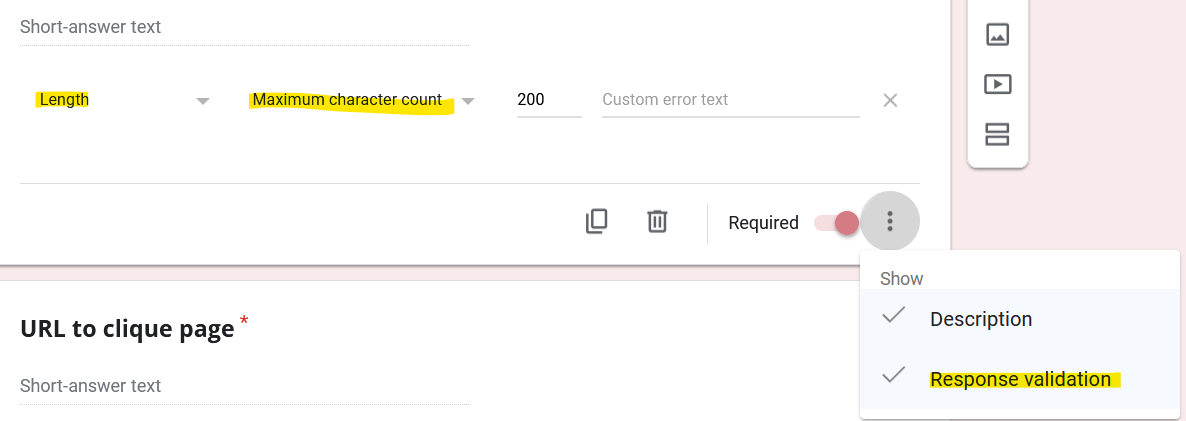 Short-answer text
Length Maximum character count 200 Custom error text
Required
Show
Description
URL to clique page *
Response validation
Short-answer text